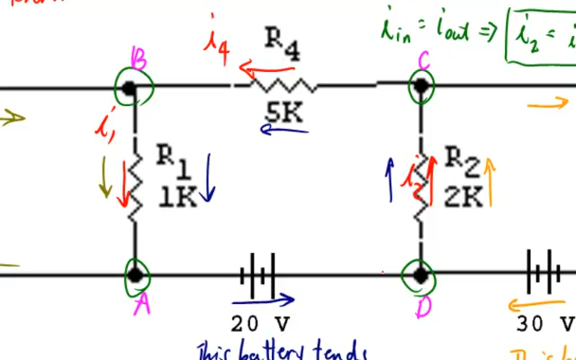 i_in = i_out => i_2 = i
B
i_4
R4
C
5K
i_1
R1
1K
i_2
R2
2K
A
D
20 V
30 V
This battery tends